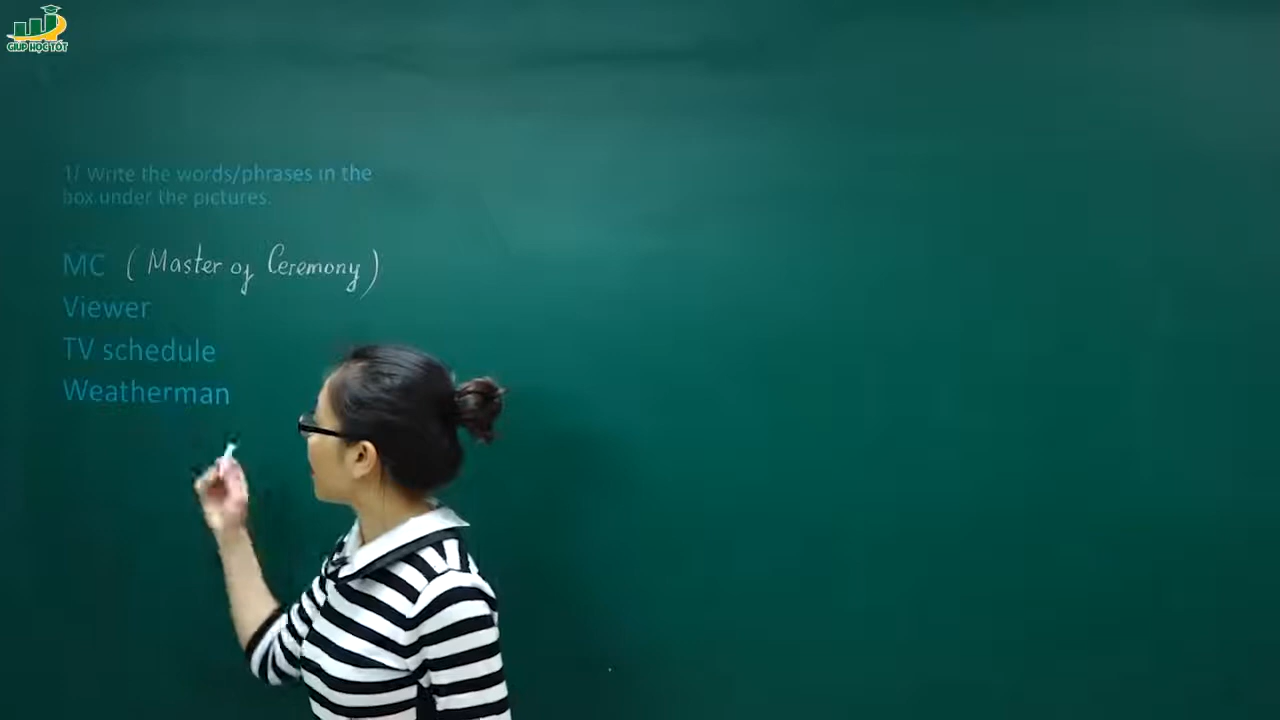 GIUP HỌC TỐT
1/ Write the words/phrases in the
box under the pictures.
MC ( Master of Ceremony )
Viewer
TV schedule
Weatherman